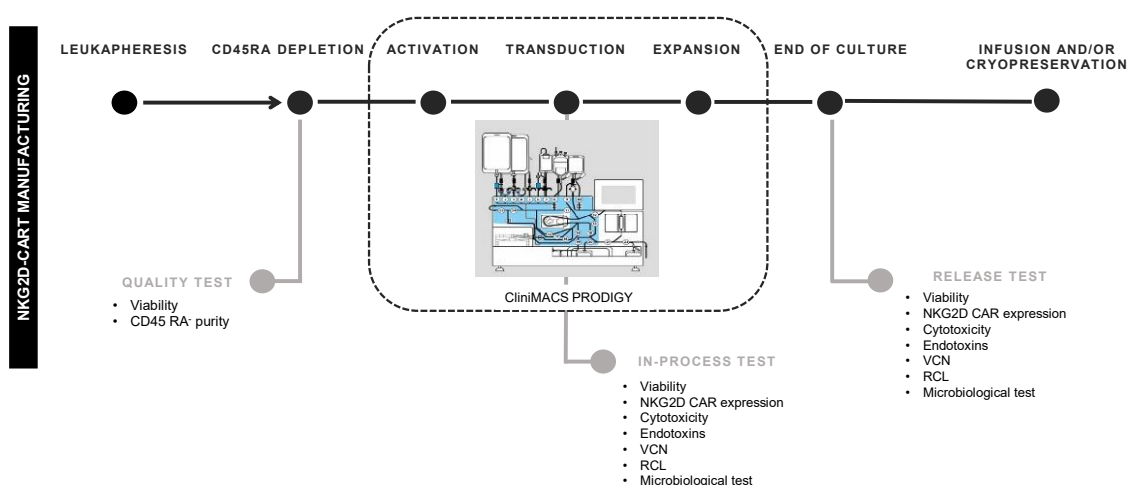 NKG2D-CART MANUFACTURING
LEUKAPHERESIS
CD45RA DEPLETION
ACTIVATION
TRANSDUCTION
EXPANSION
END OF CULTURE
INFUSION AND/OR
CRYOPRESERVATION
CliniMACS PRODIGY
QUALITY TEST
• Viability
• CD45 RA- purity
IN-PROCESS TEST
• Viability
• NKG2D CAR expression
• Cytotoxicity
• Endotoxins
• VCN
• RCL
• Microbiological test
RELEASE TEST
• Viability
• NKG2D CAR expression
• Cytotoxicity
• Endotoxins
• VCN
• RCL
• Microbiological test